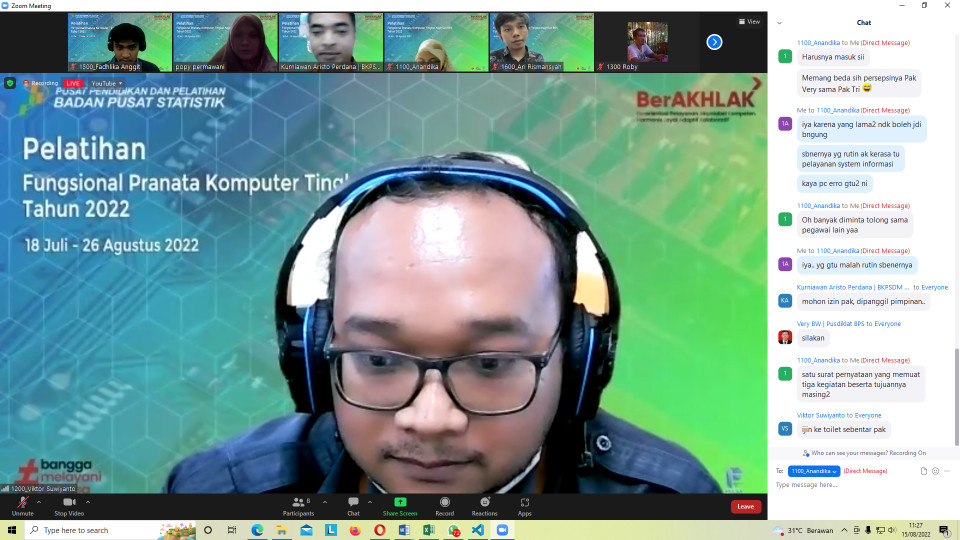 Zoom Meeting
View
1500_Fadhlika Anggit
popy permawani
Kurniawan Aristo Perdana | BKPS...
1100_Anandika
1600_Ari Rismansyah
1300 Roby
Recording
LIVE
YouTube
PUSAT PENDIDIKAN DAN PELATIHAN
BADAN PUSAT STATISTIK
BerAKHLAK
Pelatihan
Fungsional Pranata Komputer Ting
Tahun 2022
18 Juli - 26 Agustus 2022
bangga
melayani
1200_Viktor Suwiyanto
Unmute
Stop Video
Participants
8
Chat
Share Screen
Record
Reactions
Apps
Leave
Chat
1100_Anandika to Me (Direct Message)
Harusnya masuk sii
Memang beda sih persepsinya Pak
Very sama Pak Tri
Me to 1100_Anandika (Direct Message)
iya karena yang lama2 ndk boleh jdi
bngung
sbnernya yg rutin ak kerasa tu
pelayanan system informasi
kaya pc erro gtu2 ni
1100_Anandika to Me (Direct Message)
Oh banyak diminta tolong sama
pegawai lain yaa
Me to 1100_Anandika (Direct Message)
iya.. yg gtu malah rutin sbenernya
Kurniawan Aristo Perdana | BKPSDM ... to Everyone
mohon izin pak, dipanggil pimpinan..
Very BW | Pusdiklat BPS to Everyone
silakan
1100_Anandika to Me (Direct Message)
satu surat pernyataan yang memuat
tiga kegiatan beserta tujuannya
masing2
Viktor Suwiyanto to Everyone
ijin ke toilet sebentar pak
Who can see your messages? Recording On
To: 1100_Anandika (Direct Message)
Type message here...
Type here to search
31°C Berawan
11:27
15/08/2022